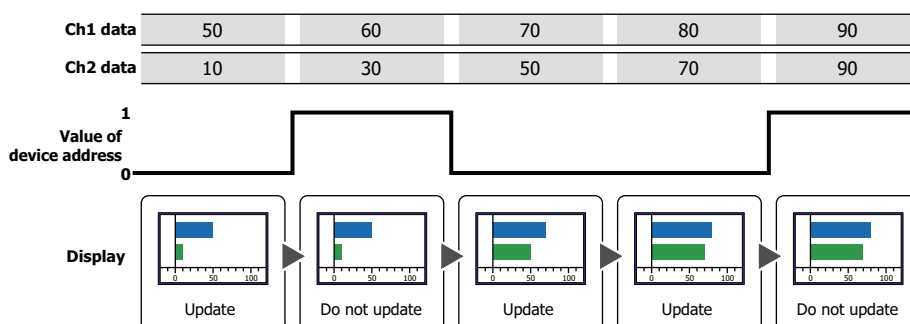 Ch1 data 50 60 70 80 90
Ch2 data 10 30 50 70 90
1
Value of
device address
0
Display
0 50 100 0 50 100 0 50 100 0 50 100 0 50 100
Update Do not update Update Update Do not update